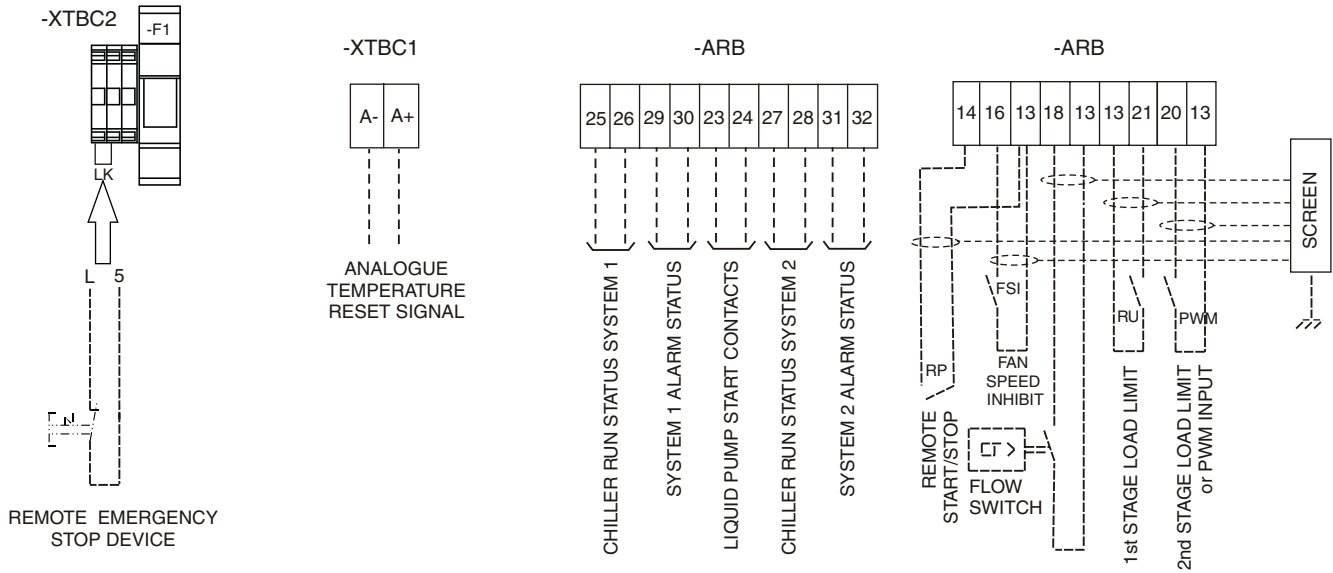 -XTBC2
-F1
LK
L 5
REMOTE EMERGENCY
STOP DEVICE
-XTBC1
A- A+
ANALOGUE
TEMPERATURE
RESET SIGNAL
-ARB
25 26 29 30 23 24 27 28 31 32
CHILLER RUN STATUS SYSTEM 1
SYSTEM 1 ALARM STATUS
LIQUID PUMP START CONTACTS
CHILLER RUN STATUS SYSTEM 2
SYSTEM 2 ALARM STATUS
-ARB
14 16 13 18 13 13 21 20 13
SCREEN
FSI
RU
PWM
RP
FAN
SPEED
INHIBIT
REMOTE
START/STOP
FLOW
SWITCH
1st STAGE LOAD LIMIT
2nd STAGE LOAD LIMIT
or PWM INPUT